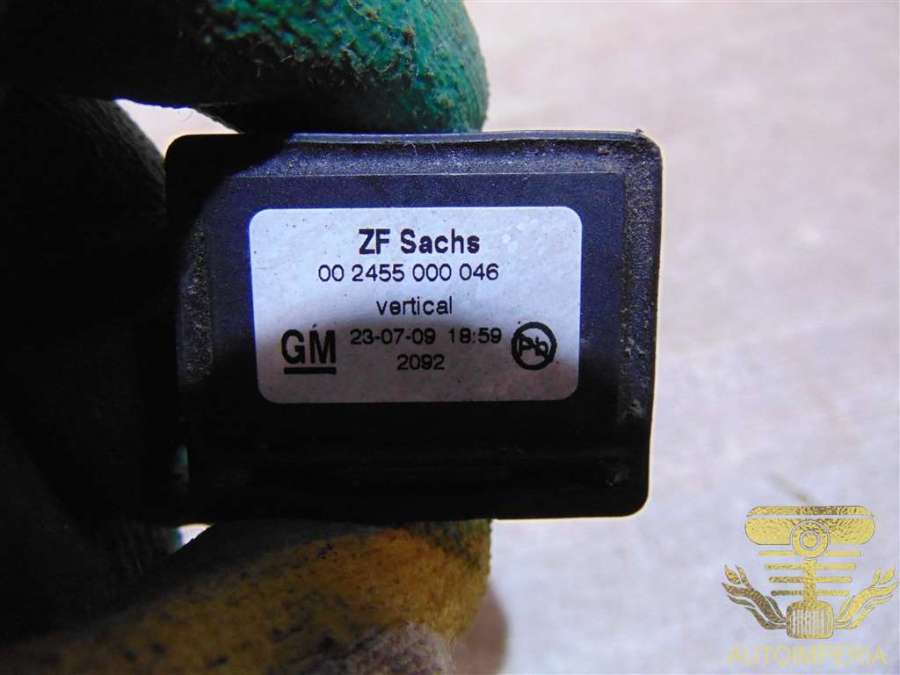 ZF Sachs
00 2455 000 046
vertical
GM 23-07-09 18:59 Pb
2092
AUTOIMPERIA